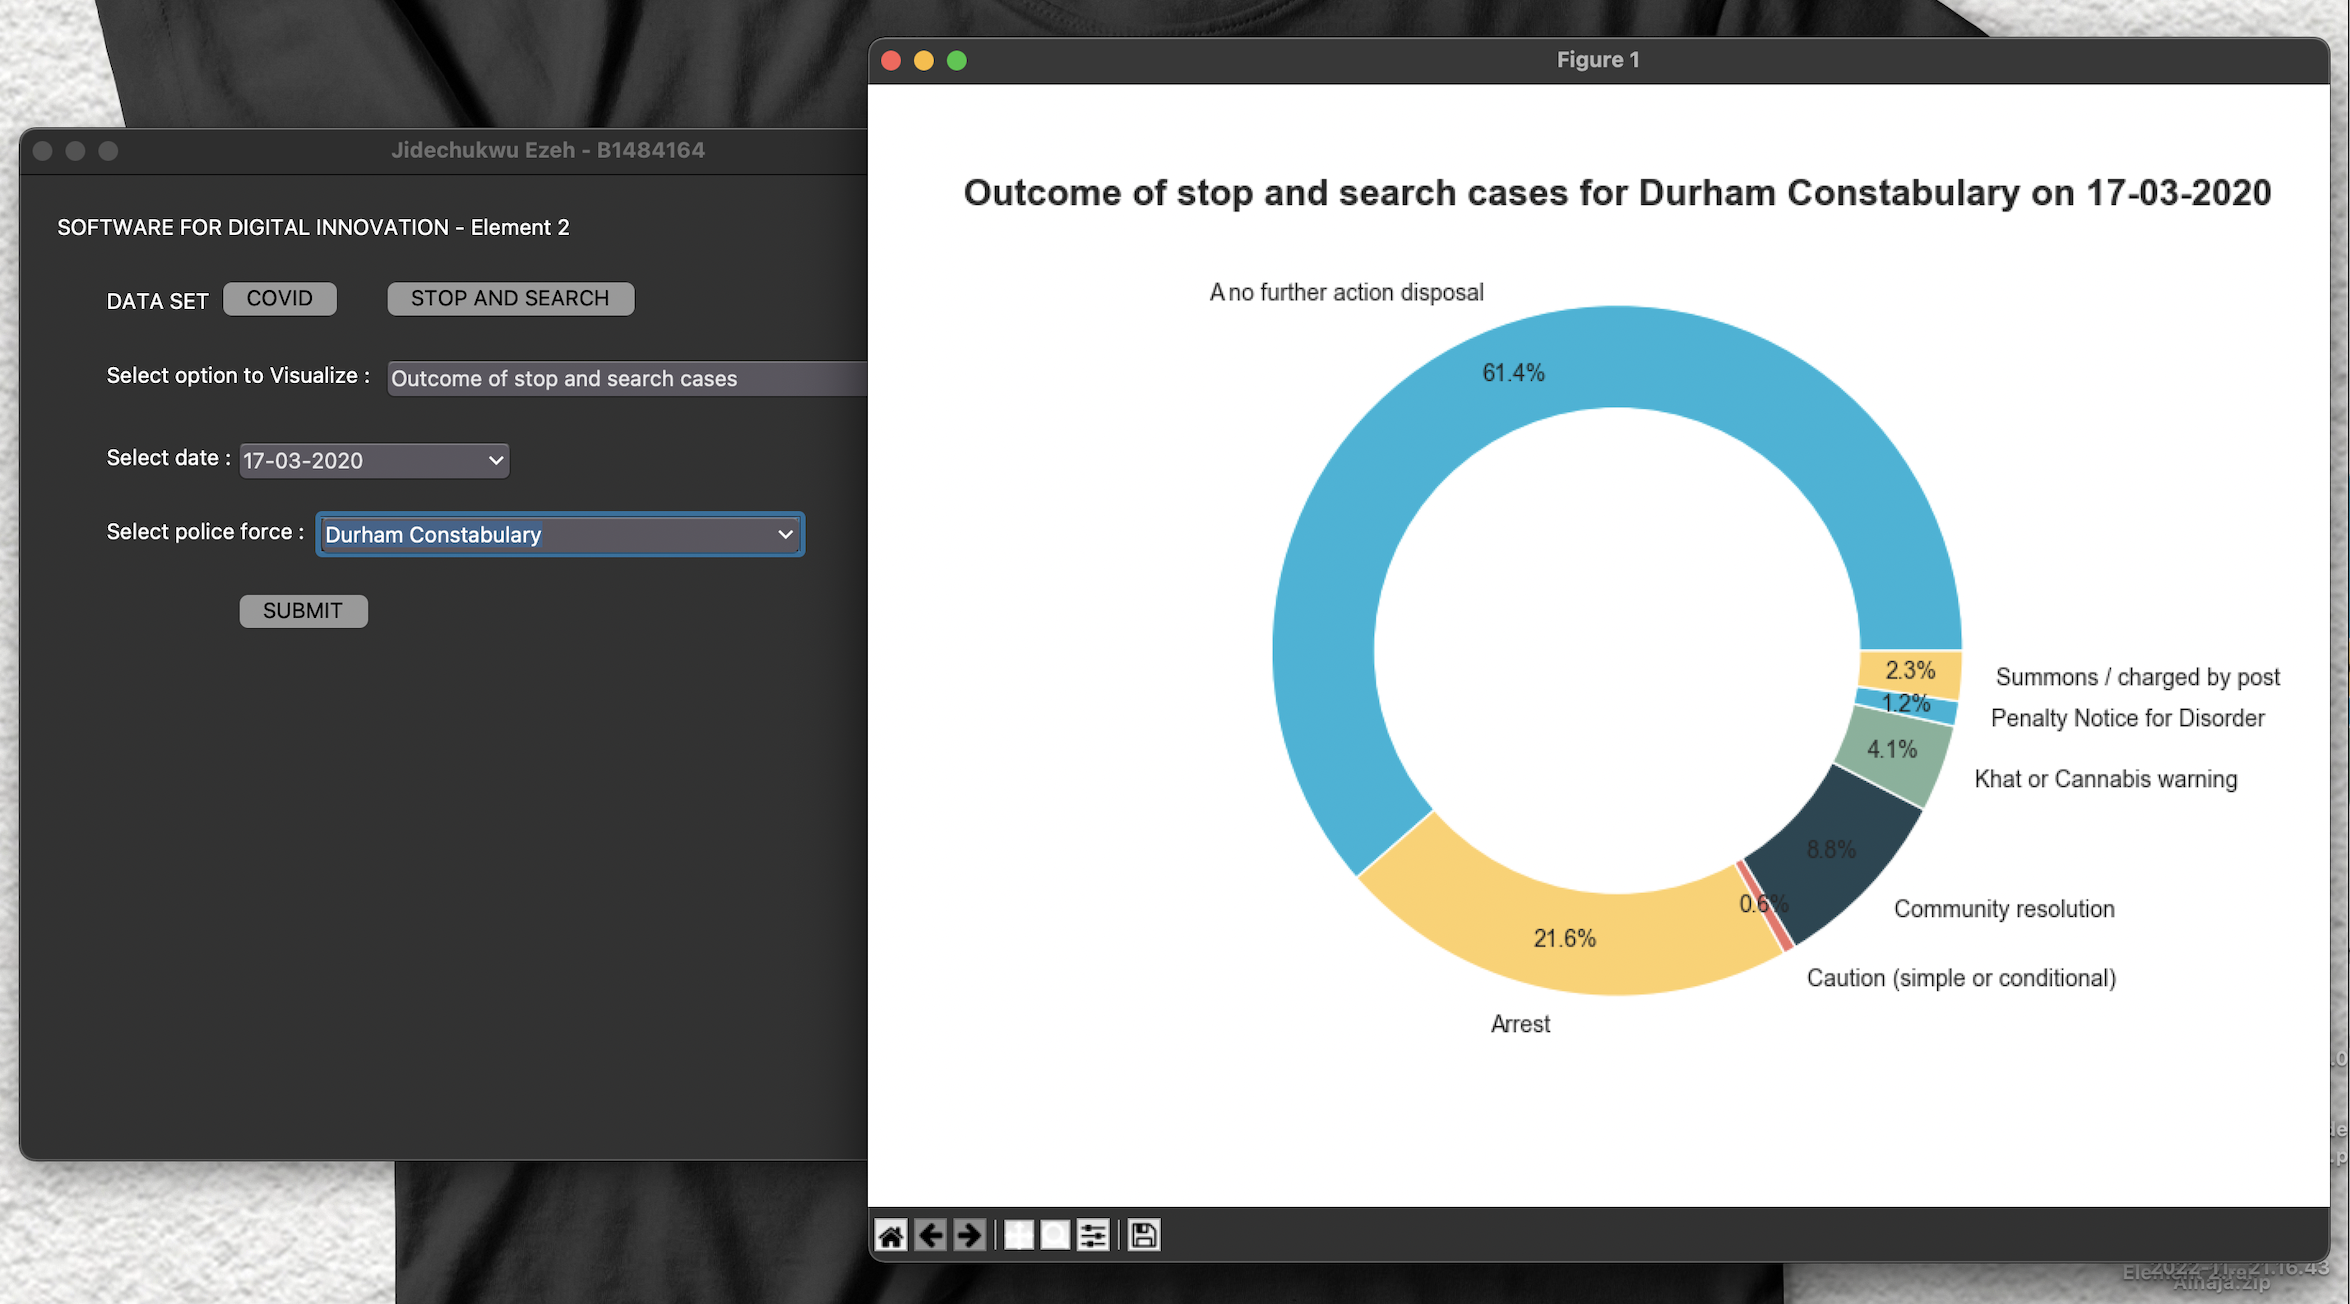 Figure 1
Jidechukwu Ezeh - B1484164
SOFTWARE FOR DIGITAL INNOVATION - Element 2
DATA SET COVID STOP AND SEARCH
Select option to Visualize : Outcome of stop and search cases
Select date : 17-03-2020
Select police force : Durham Constabulary
SUBMIT
Outcome of stop and search cases for Durham Constabulary on 17-03-2020
A no further action disposal
61.4%
2.3%
Summons / charged by post
1.2%
Penalty Notice for Disorder
4.1%
Khat or Cannabis warning
8.8%
Community resolution
0.6%
Caution (simple or conditional)
21.6%
Arrest